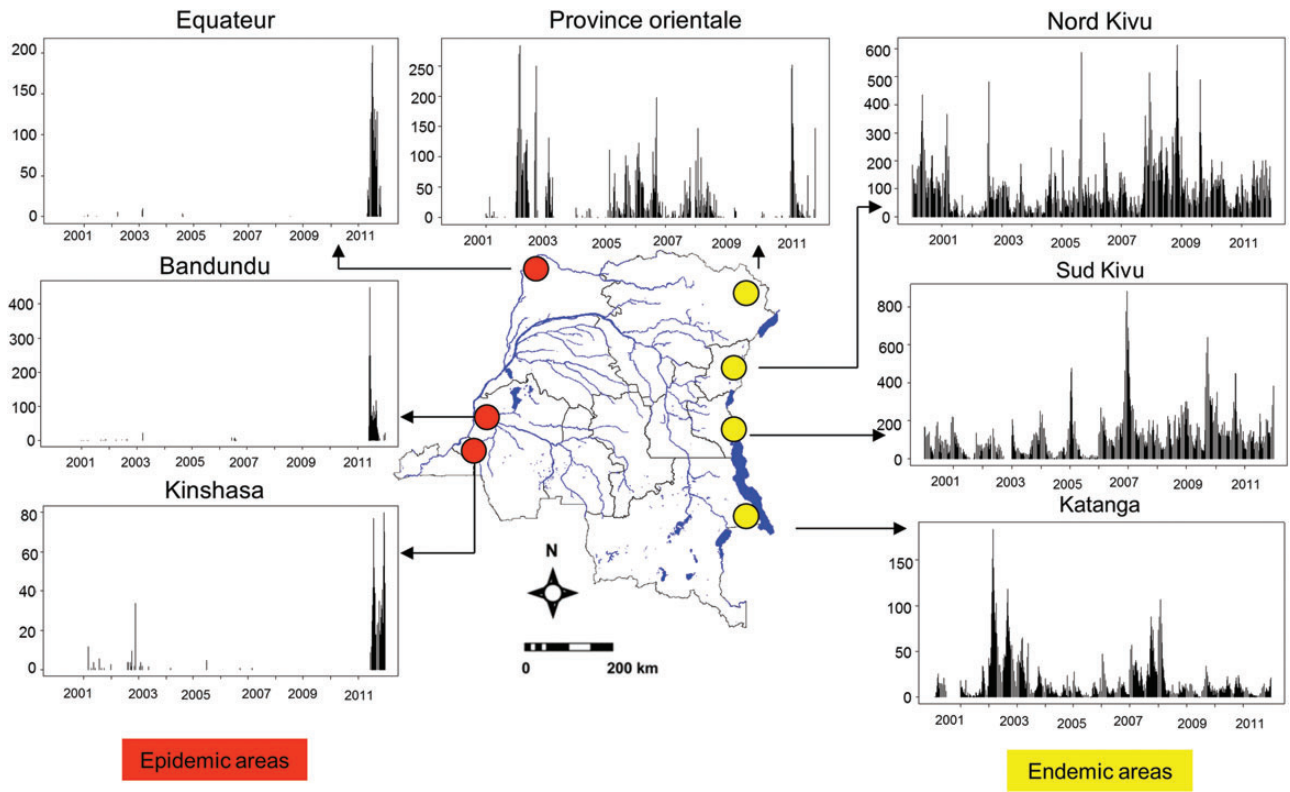 Equateur
200
150
100
50
0
2001 2003 2005 2007 2009 2011
Province orientale
250
200
150
100
50
0
2001 2003 2005 2007 2009 2011
Nord Kivu
600
500
400
300
200
100
0
2001 2003 2005 2007 2009 2011
Bandundu
400
300
200
100
0
2001 2003 2005 2007 2009 2011
Sud Kivu
800
600
400
200
0
2001 2003 2005 2007 2009 2011
Kinshasa
80
60
40
20
0
2001 2003 2005 2007 2009 2011
N
0 200 km
Katanga
150
100
50
0
2001 2003 2005 2007 2009 2011
Epidemic areas
Endemic areas